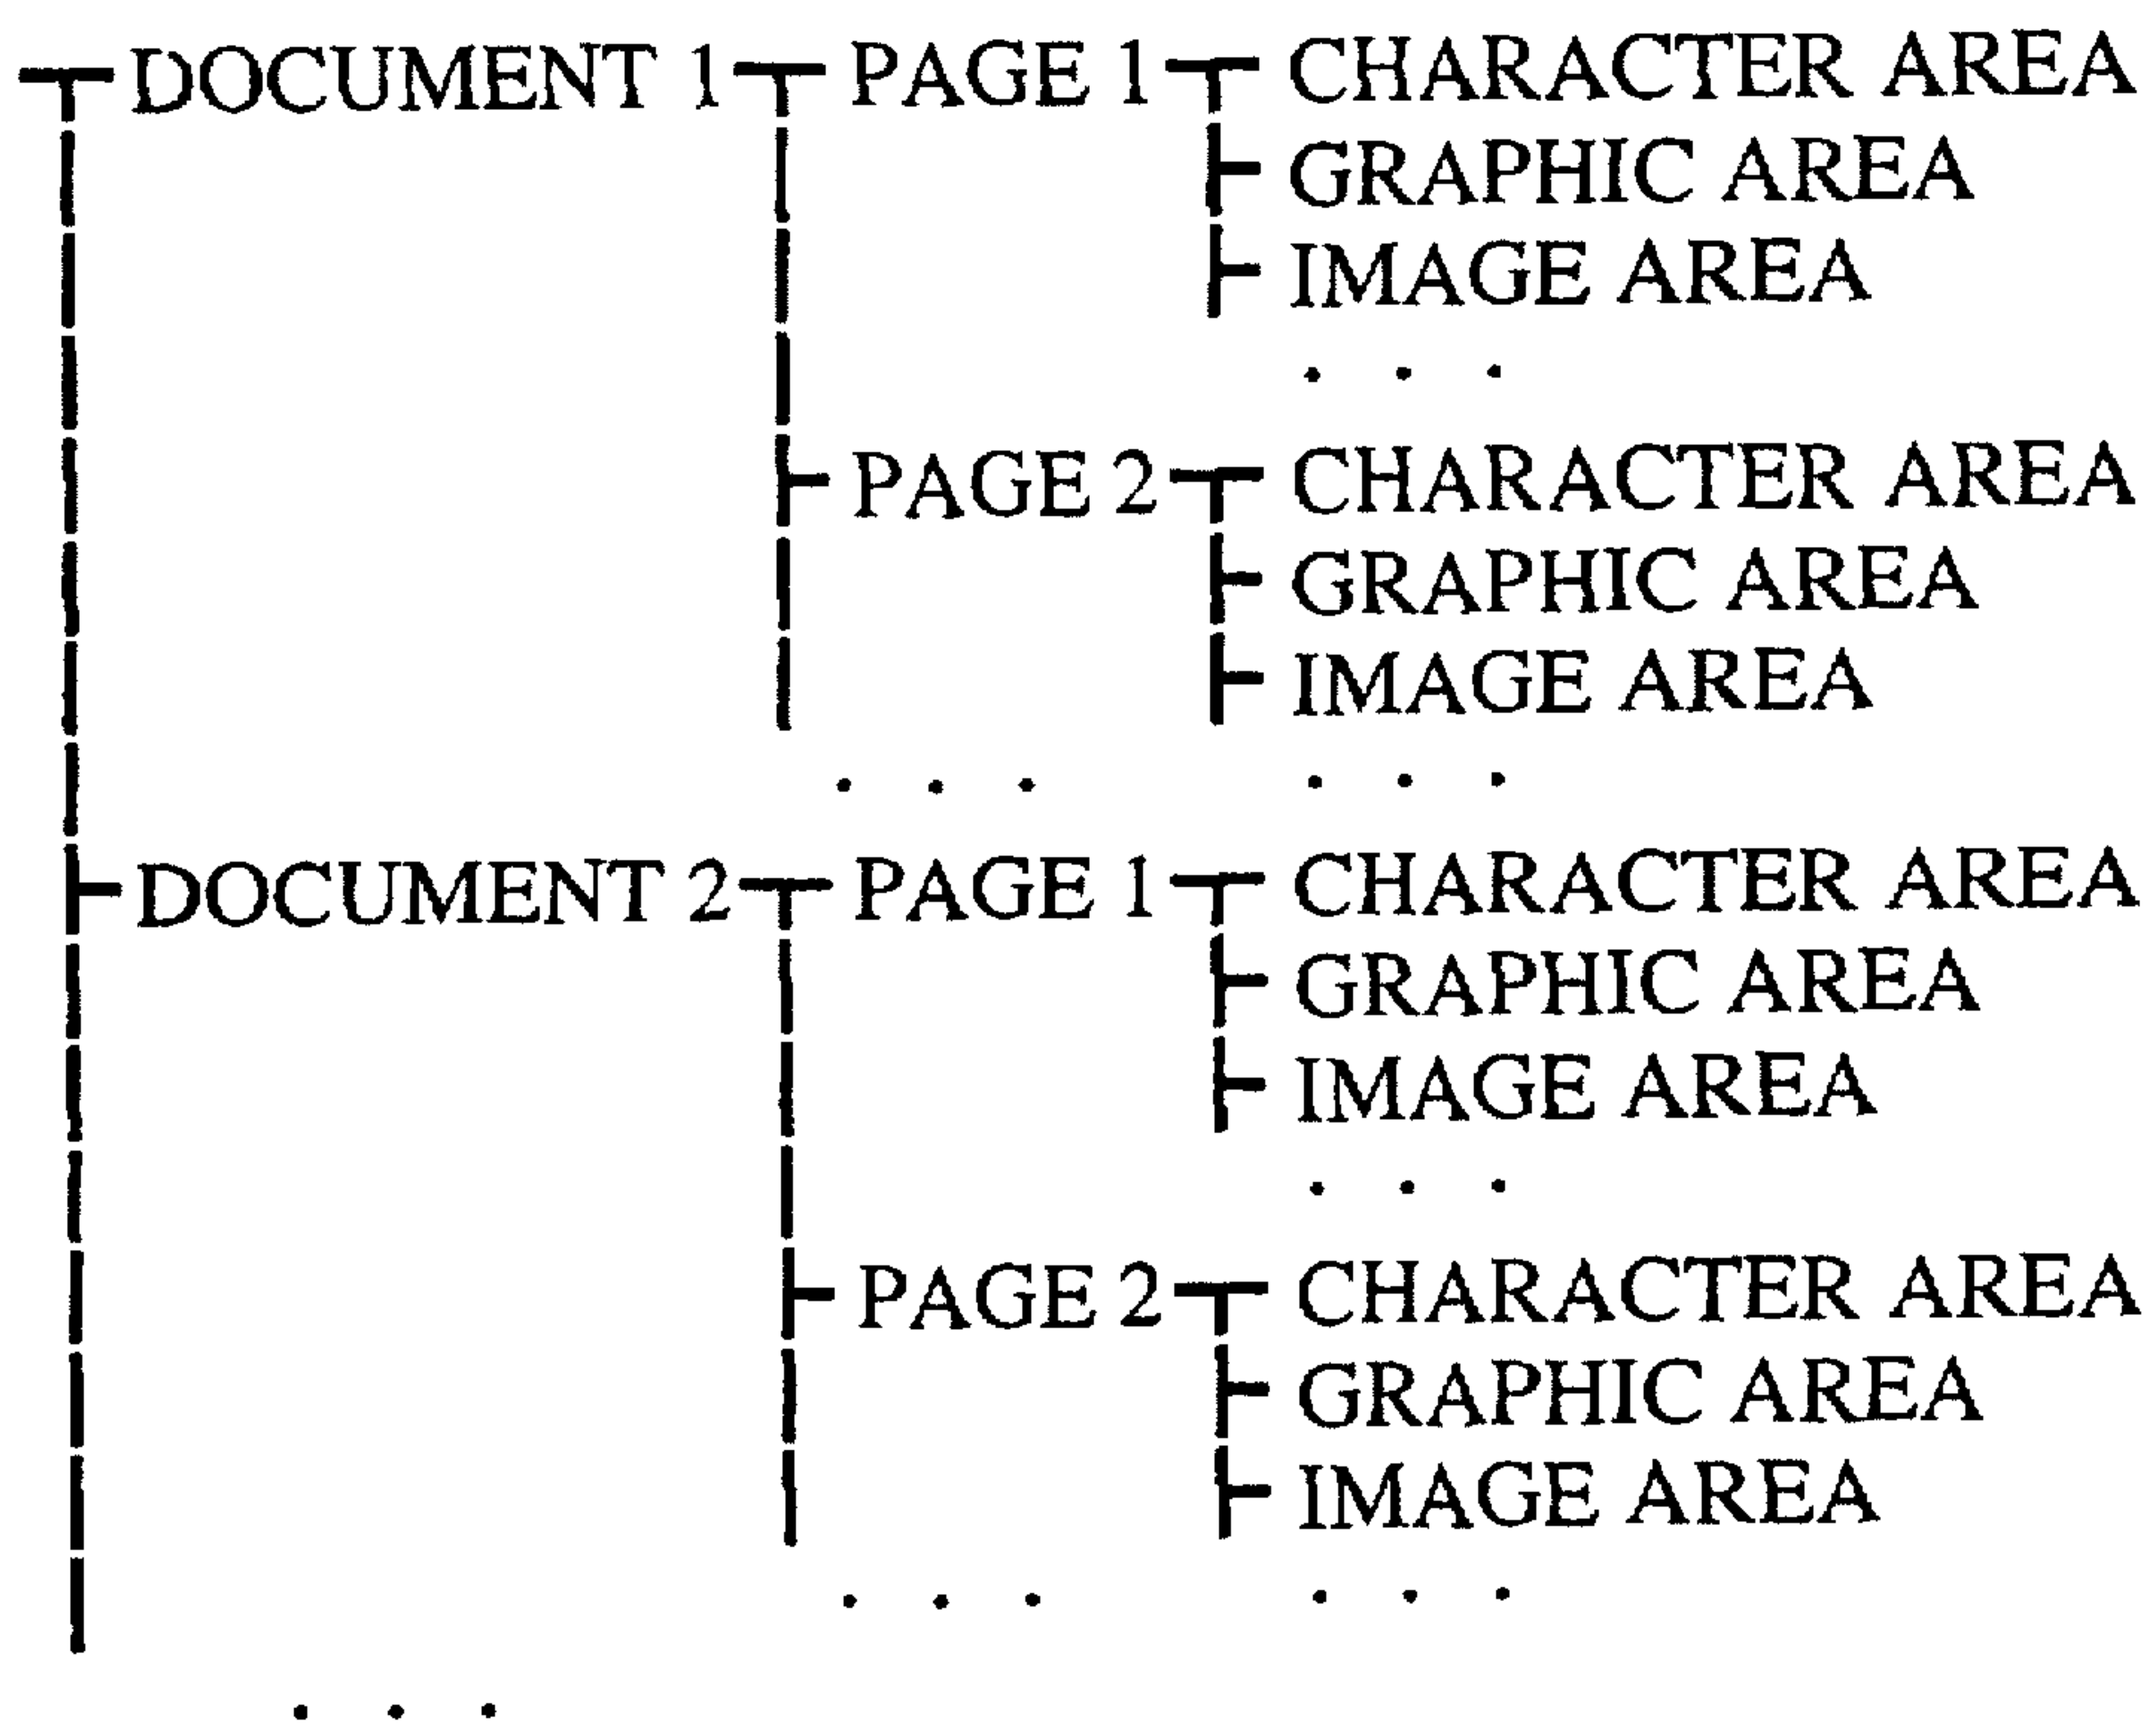 DOCUMENT 1 PAGE 1 CHARACTER AREA
GRAPHIC AREA
IMAGE AREA
. . .
PAGE 2 CHARACTER AREA
GRAPHIC AREA
IMAGE AREA
. . . . . .
DOCUMENT 2 PAGE 1 CHARACTER AREA
GRAPHIC AREA
IMAGE AREA
. . .
PAGE 2 CHARACTER AREA
GRAPHIC AREA
IMAGE AREA
. . . . . .
. . .